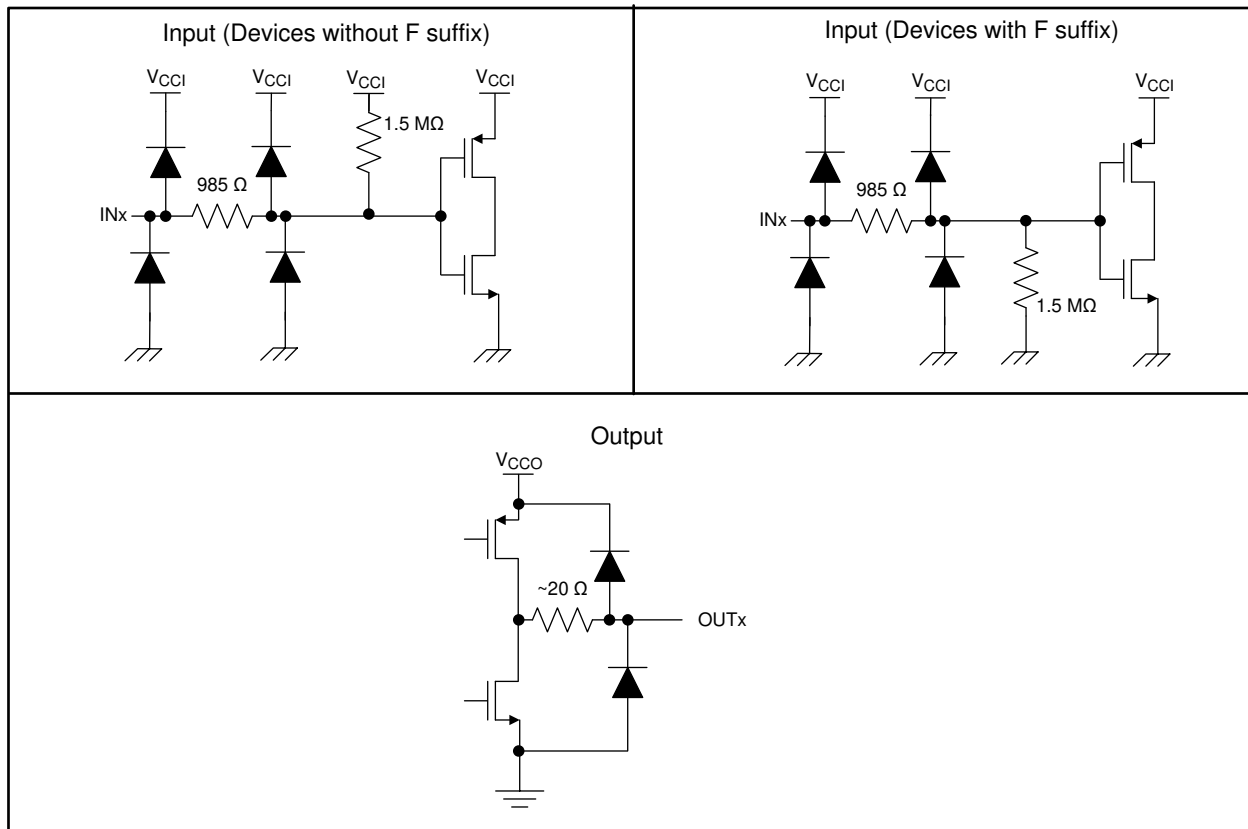 Input (Devices without F suffix)
VCCI VCCI VCCI VCCI
1.5 MΩ
985 Ω
INx
Input (Devices with F suffix)
VCCI VCCI VCCI
985 Ω
INx
1.5 MΩ
Output
VCCO
~20 Ω
OUTx